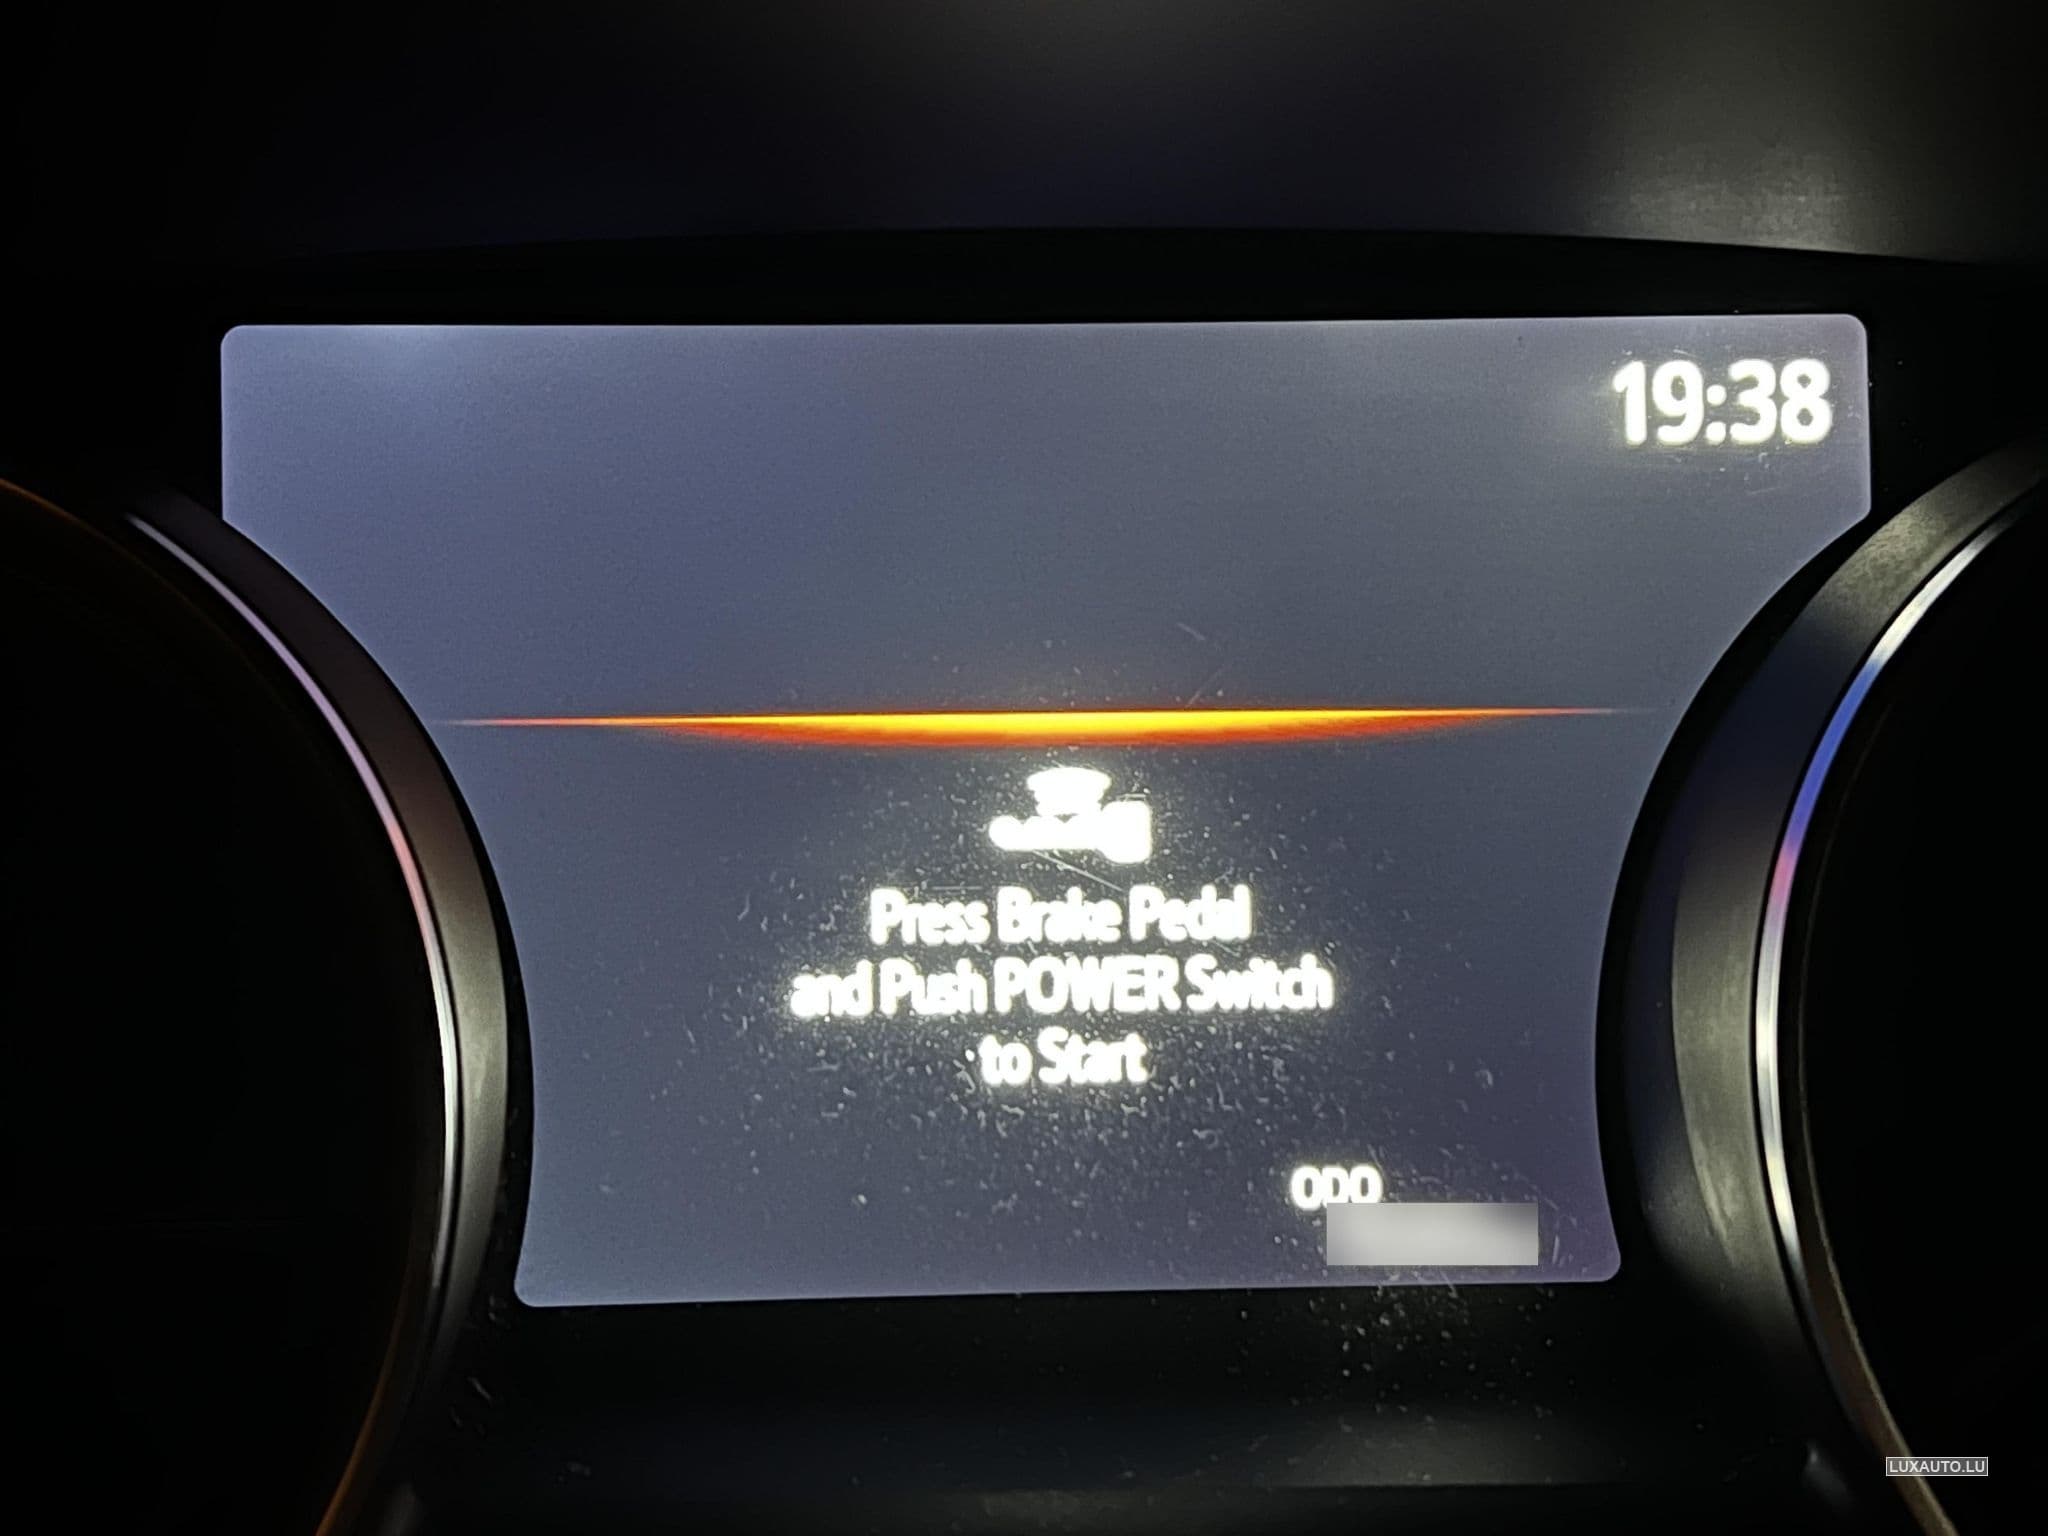 19:38
Press Brake Pedal
and Push POWER Switch
to Start
ODO
LUXAUTO.LU